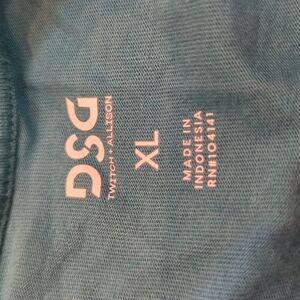 DSG
TWITCH + ALLISON
XL
MADE IN
INDONESIA
RN#104141